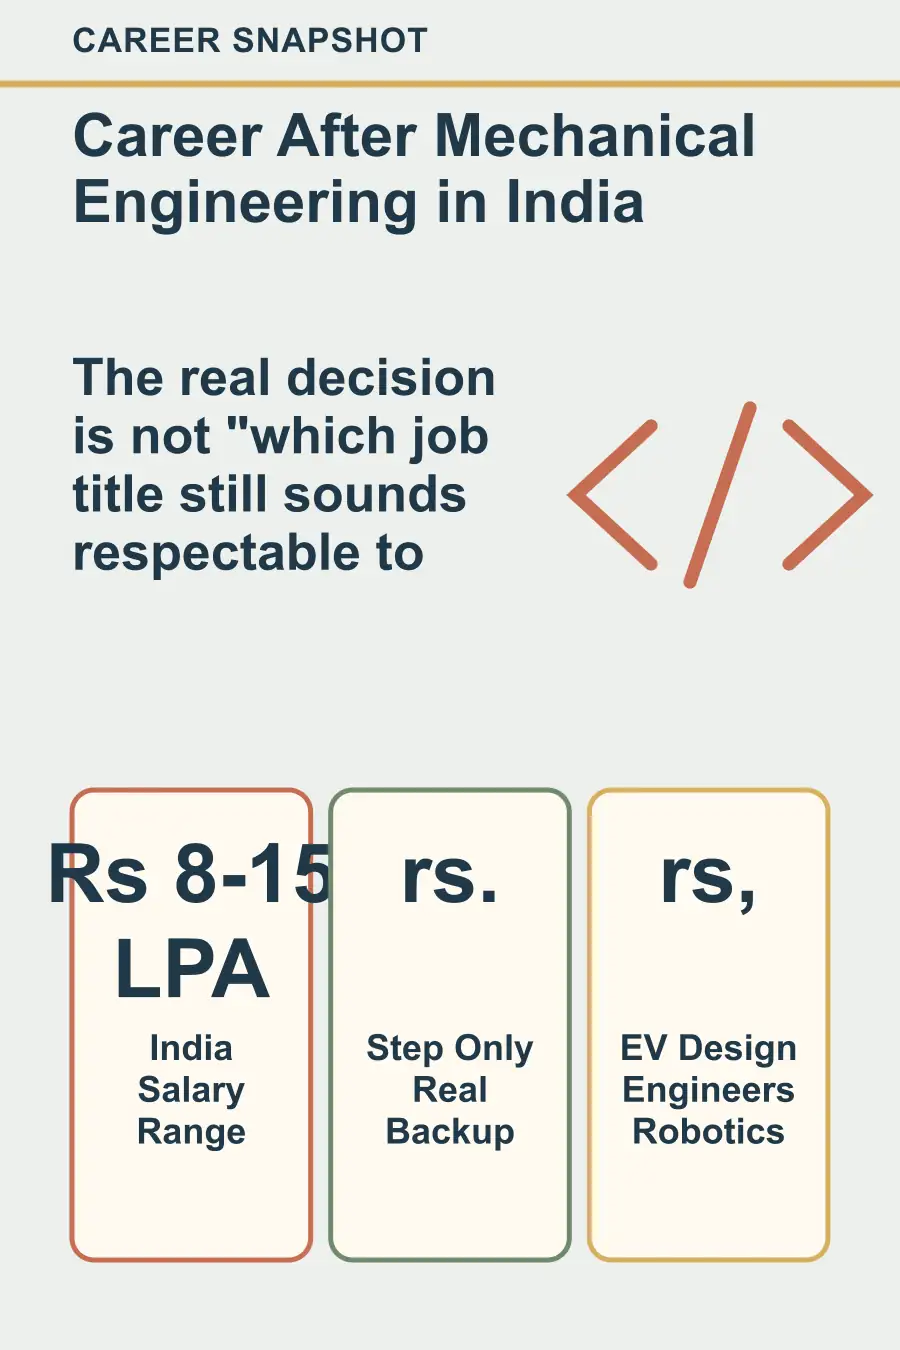 CAREER SNAPSHOT
Career After Mechanical
Engineering in India
The real decision
is not "which job
title still sounds
respectable to
Rs 8-15
LPA
India
Salary
Range
rs.
Step Only
Real
Backup
rs,
EV Design
Engineers
Robotics